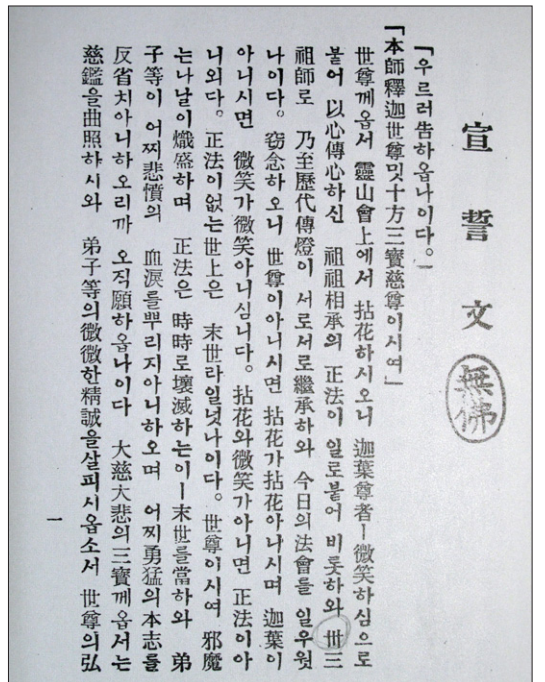 宣誓文
無佛
「우르러告하옵나이다。ㅡ
「本師釋迦世尊밋十方三寶慈尊이시여」
世尊께옵서 靈山會上에서 拈花하시오니 迦葉尊者ㅡ微笑하심으로
붙어 以心傳心하신 祖祖相承의 正法이 일로붙어 비롯하와 卅三
祖師로 乃至歷代傳燈이 서로서로繼承하와 今日의法會를 일우웟
나이다。竊念하오니 世尊이아니시면 拈花가拈花아니시며 迦葉이
아니시면 微笑가微笑아니심니다。拈花와微笑가아니면 正法이아
니외다。正法이없는世上은 末世라일넛나이다。世尊이시여 邪魔
는나날이熾盛하며 正法은 時時로壞滅하는이ㅡ末世를當하와 弟
子等이 어찌悲憤의 血淚를뿌리지아니하오며 어찌勇猛의本志를
反省치아니하오리까 오직願하옵나이다 大慈大悲의三寶께옵서는
慈鑑을曲照하시와 弟子等의微微한精誠을살피시옵소서 世尊의弘
一